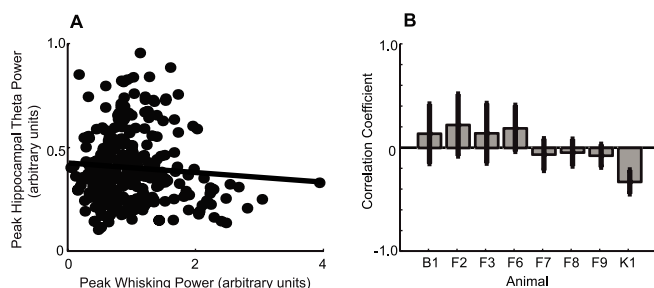 A
Peak Hippocampal Theta Power
(arbitrary units)
1.0
0.5
0
0
2
4
Peak Whisking Power (arbitrary units)
B
Correlation Coefficient
1.0
0
-1.0
B1 F2 F3 F6 F7 F8 F9 K1
Animal